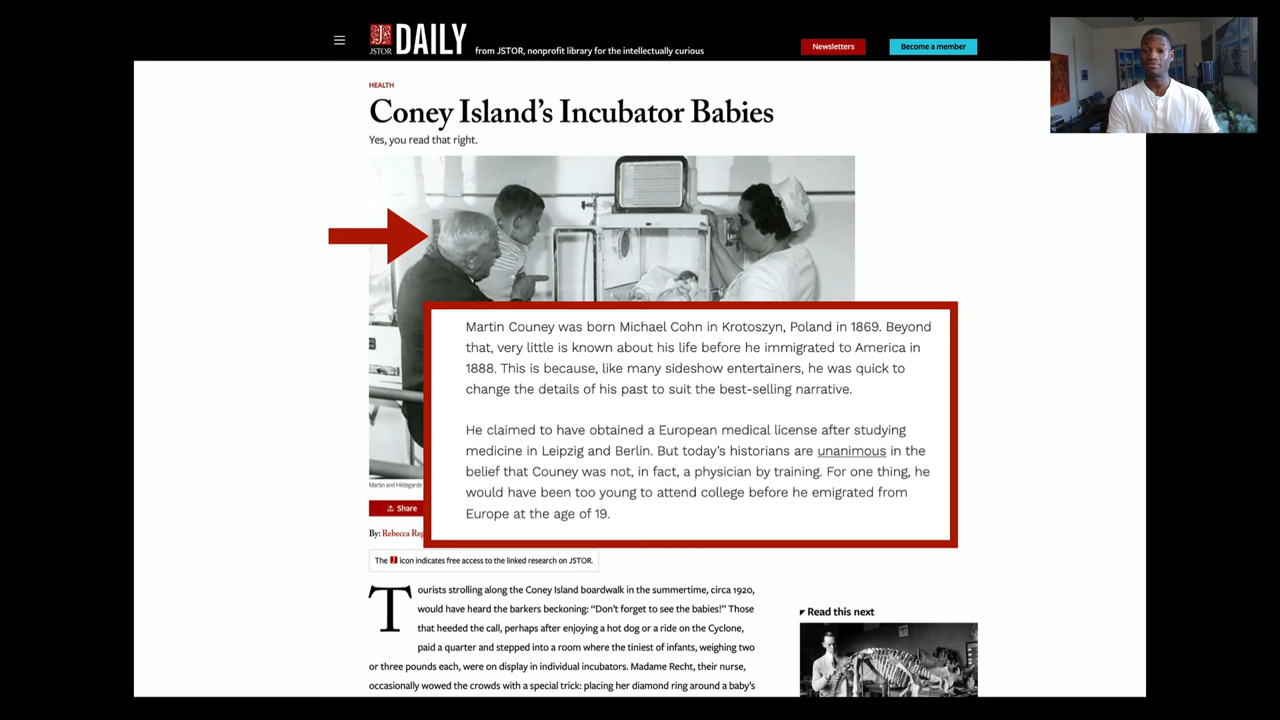 JSTOR DAILY from JSTOR, nonprofit library for the intellectually curious
Newsletters
Become a member
HEALTH
Coney Island's Incubator Babies
Yes, you read that right.
Martin Couney was born Michael Cohn in Krotoszyn, Poland in 1869. Beyond
that, very little is known about his life before he immigrated to America in
1888. This is because, like many sideshow entertainers, he was quick to
change the details of his past to suit the best-selling narrative.
He claimed to have obtained a European medical license after studying
medicine in Leipzig and Berlin. But today's historians are unanimous in the
belief that Couney was not, in fact, a physician by training. For one thing, he
would have been too young to attend college before he emigrated from
Europe at the age of 19.
Martin and Hildegarde
Share
By: Rebecca
The J icon indicates free access to the linked research on JSTOR.
Tourists strolling along the Coney Island boardwalk in the summertime, circa 1920,
would have heard the barkers beckoning: “Don't forget to see the babies!” Those
that heeded the call, perhaps after enjoying a hot dog or a ride on the Cyclone,
paid a quarter and stepped into a room where the tiniest of infants, weighing two
or three pounds each, were on display in individual incubators. Madame Recht, their nurse,
occasionally wowed the crowds with a special trick: placing her diamond ring around a baby's
Read this next